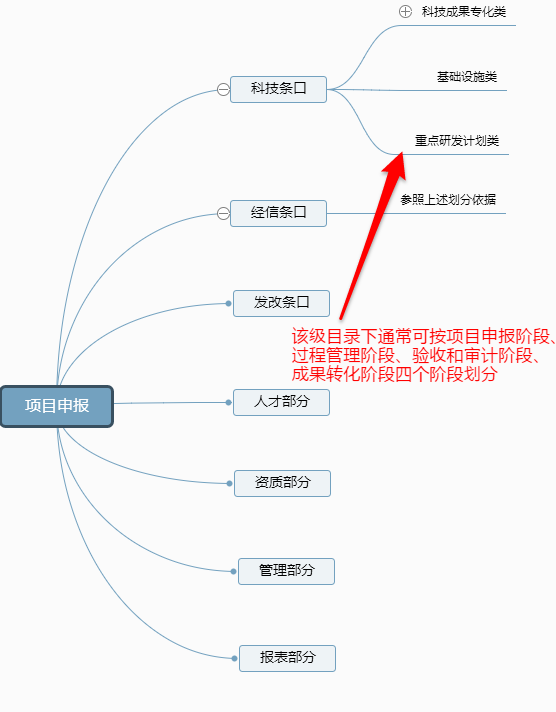 科技成果专化类
科技条口
基础设施类
重点研发计划类
经信条口
参照上述划分依据
发改条口
该级目录下通常可按项目申报阶段、
过程管理阶段、验收和审计阶段、
成果转化阶段四个阶段划分
项目申报
人才部分
资质部分
管理部分
报表部分